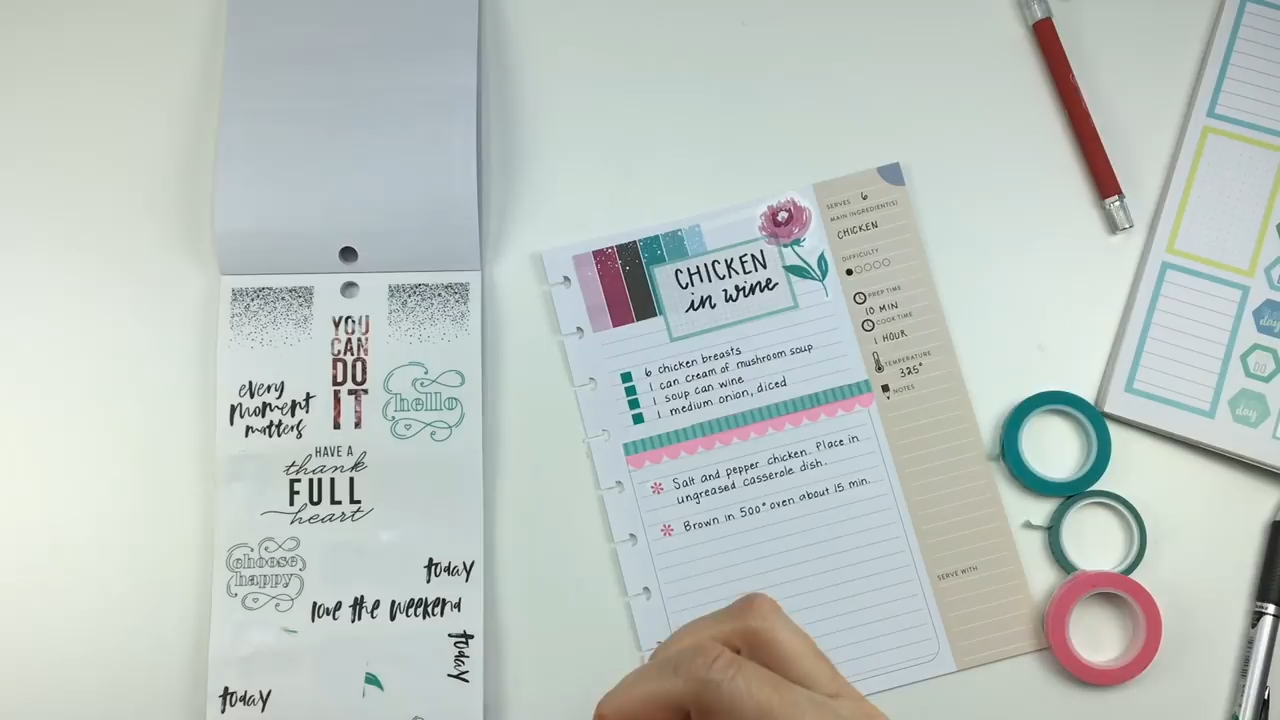 YOU
CAN
DO
IT
every
moment
matters
hello
HAVE A
thank
FULL
heart
choose
happy
today
love the weekend
today
today
CHICKEN
in wine
6 chicken breasts
1 can cream of mushroom soup
1 soup can wine
1 medium onion, diced
Salt and pepper chicken. Place in
ungreased casserole dish.
Brown in 500° oven about 15 min.
SERVES 6
MAIN INGREDIENT(S)
CHICKEN
DIFFICULTY
PREP TIME
10 MIN
COOK TIME
1 HOUR
TEMPERATURE
325°
NOTES
SERVE WITH
day
DO
day